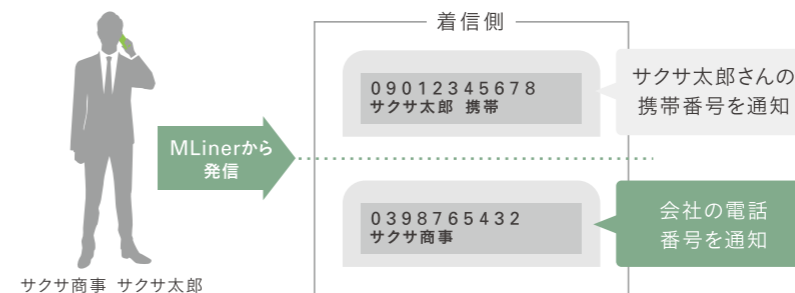 着信側
09012345678
サクサ太郎 携帯
サクサ太郎さんの
携帯番号を通知
MLinerから
発信
0398765432
サクサ商事
会社の電話
番号を通知
サクサ商事 サクサ太郎